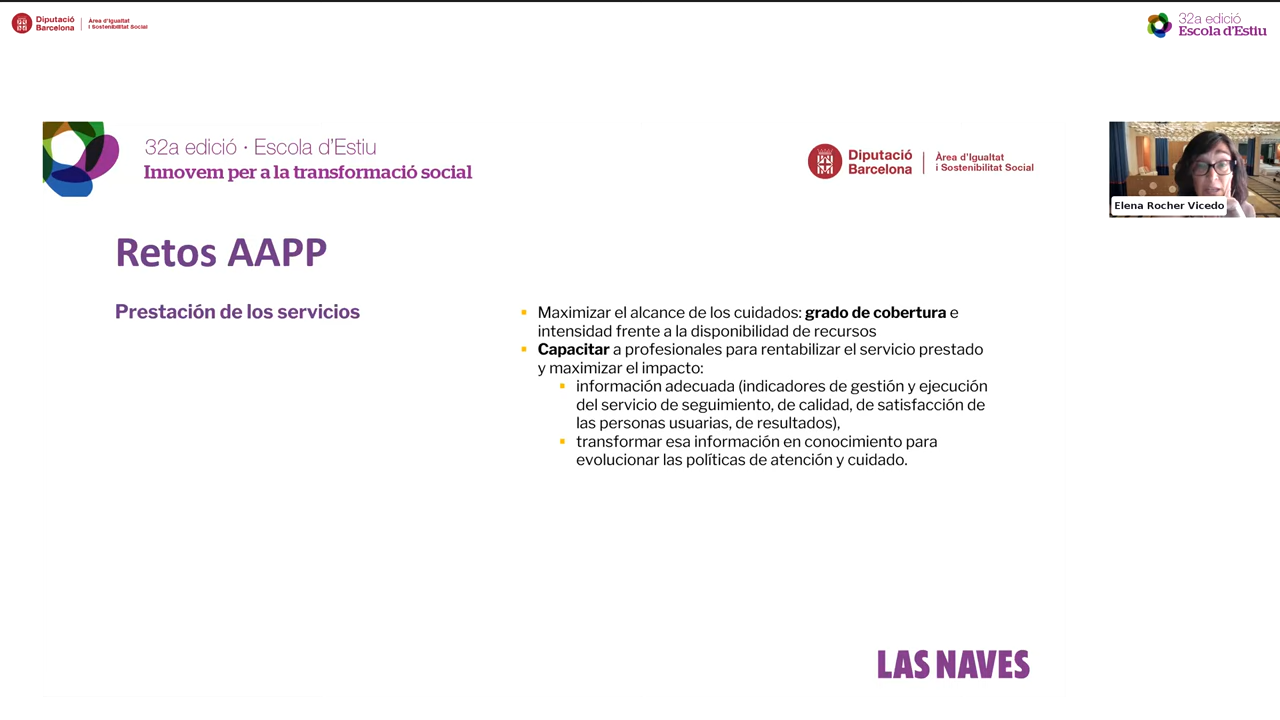 Diputació
Barcelona
Àrea d'Igualtat
i Sostenibilitat Social
32a edició
Escola d'Estiu
32a edició · Escola d'Estiu
Innovem per a la transformació social
Diputació
Barcelona
Àrea d'Igualtat
i Sostenibilitat Social
Elena Rocher Vicedo
Retos AAPP
Prestación de los servicios
▪ Maximizar el alcance de los cuidados: grado de cobertura e
intensidad frente a la disponibilidad de recursos
▪ Capacitar a profesionales para rentabilizar el servicio prestado
y maximizar el impacto:
▪ información adecuada (indicadores de gestión y ejecución
del servicio de seguimiento, de calidad, de satisfacción de
las personas usuarias, de resultados),
▪ transformar esa información en conocimiento para
evolucionar las políticas de atención y cuidado.
LAS NAVES